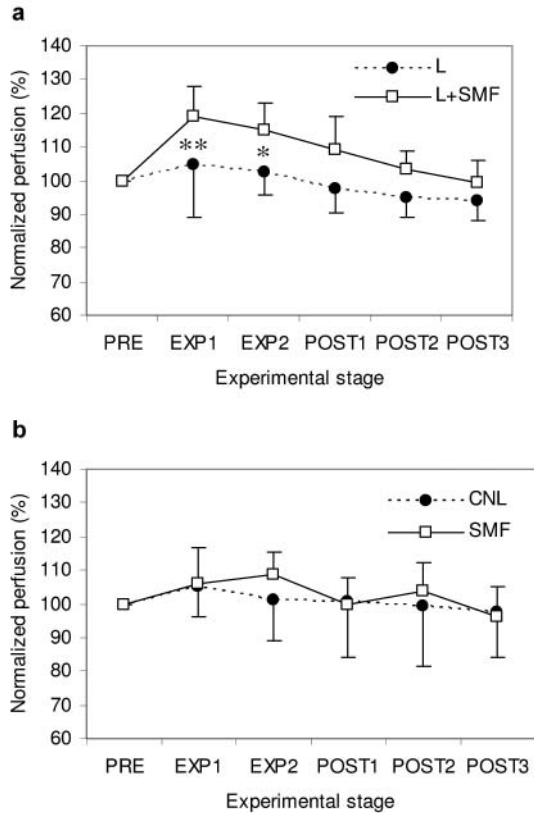 a
140
130
120
110
100
90
80
70
60
Normalized perfusion (%)
L
L+SMF
**
*
PRE EXP1 EXP2 POST1 POST2 POST3
Experimental stage
b
140
130
120
110
100
90
80
70
60
Normalized perfusion (%)
CNL
SMF
PRE EXP1 EXP2 POST1 POST2 POST3
Experimental stage